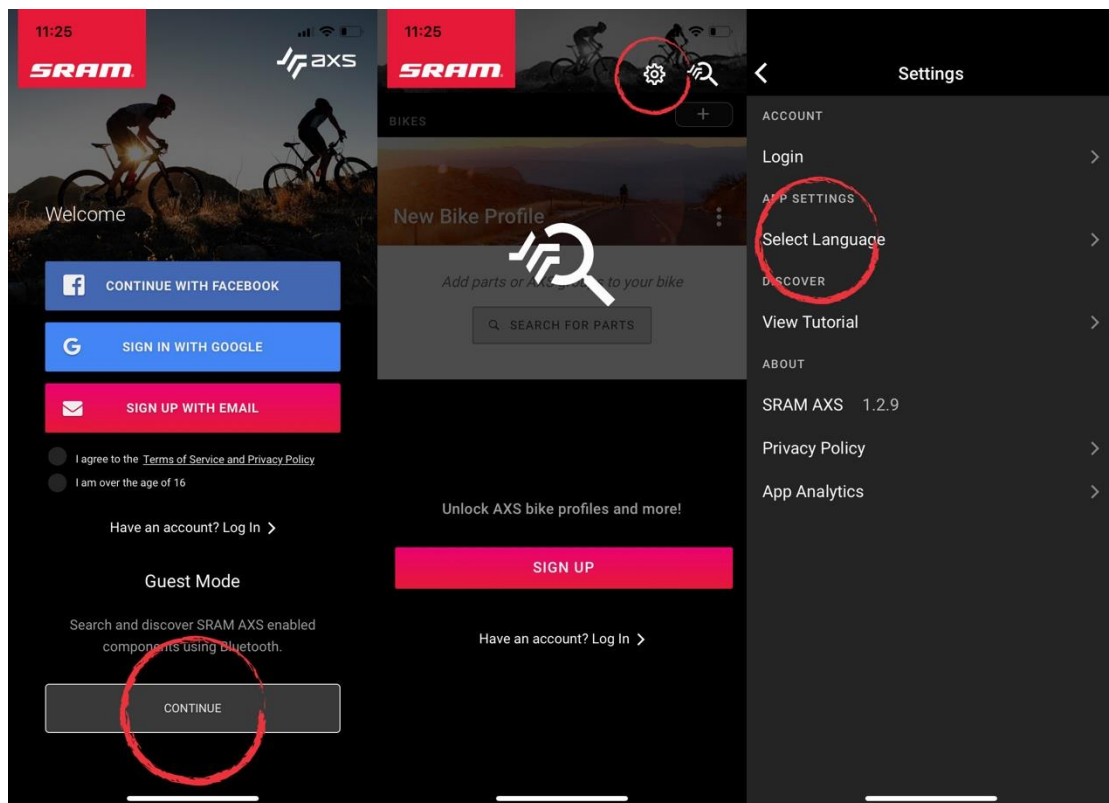 11:25
SRAM
axs
Welcome
CONTINUE WITH FACEBOOK
SIGN IN WITH GOOGLE
SIGN UP WITH EMAIL
I agree to the Terms of Service and Privacy Policy
I am over the age of 16
Have an account? Log In
Guest Mode
Search and discover SRAM AXS enabled
components using Bluetooth.
CONTINUE
11:25
SRAM
BIKES
New Bike Profile
Add parts or AXS groups to your bike
SEARCH FOR PARTS
Unlock AXS bike profiles and more!
SIGN UP
Have an account? Log In
Settings
ACCOUNT
Login
APP SETTINGS
Select Language
DISCOVER
View Tutorial
ABOUT
SRAM AXS 1.2.9
Privacy Policy
App Analytics